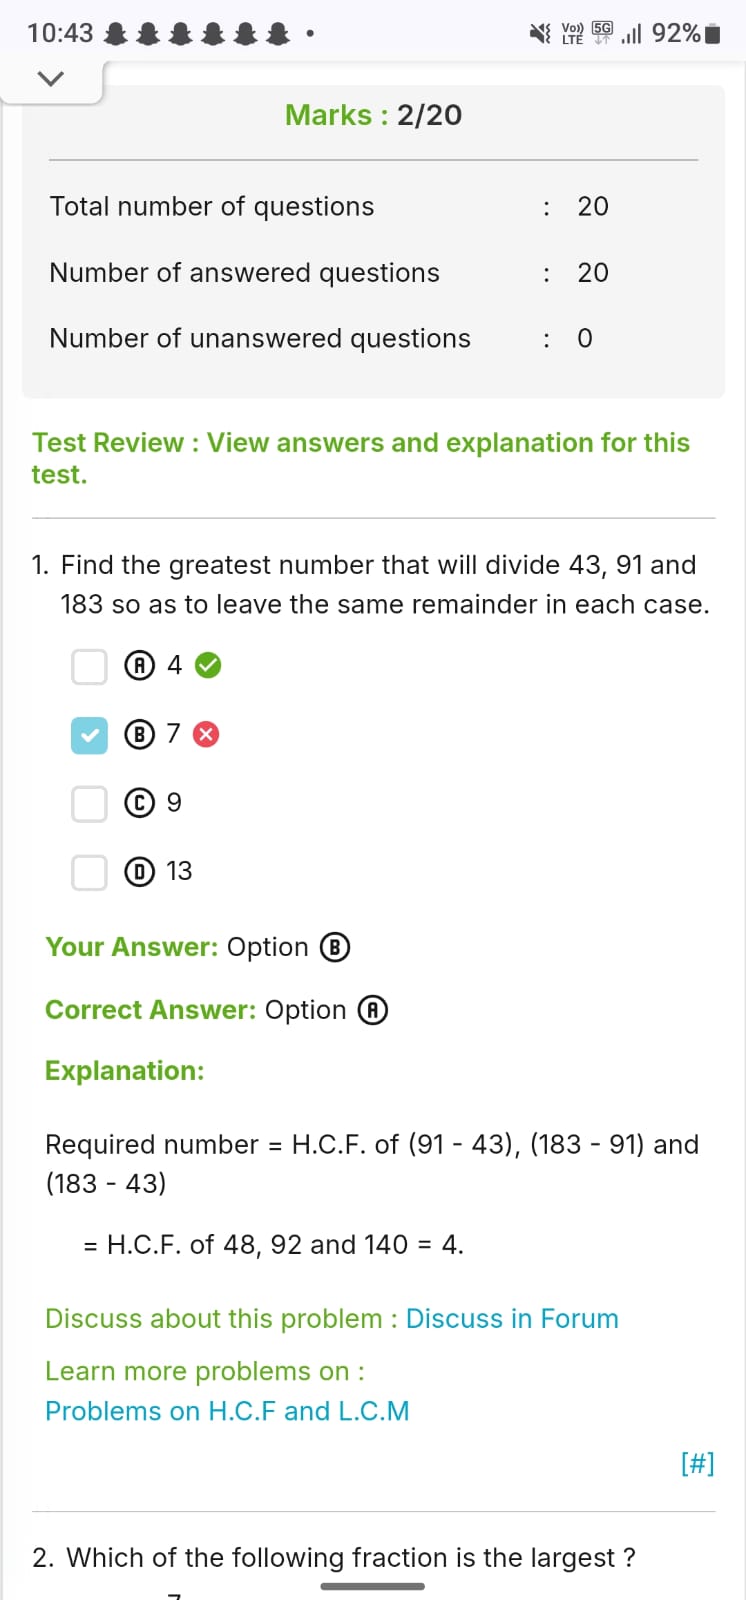 10:43
Vo)) LTE 5G 92%
Marks : 2/20
Total number of questions : 20
Number of answered questions : 20
Number of unanswered questions : 0
Test Review : View answers and explanation for this
test.
1. Find the greatest number that will divide 43, 91 and
183 so as to leave the same remainder in each case.
A 4
B 7
C 9
D 13
Your Answer: Option B
Correct Answer: Option A
Explanation:
Required number = H.C.F. of (91 - 43), (183 - 91) and
(183 - 43)
= H.C.F. of 48, 92 and 140 = 4.
Discuss about this problem : Discuss in Forum
Learn more problems on :
Problems on H.C.F and L.C.M
[#]
2. Which of the following fraction is the largest ?